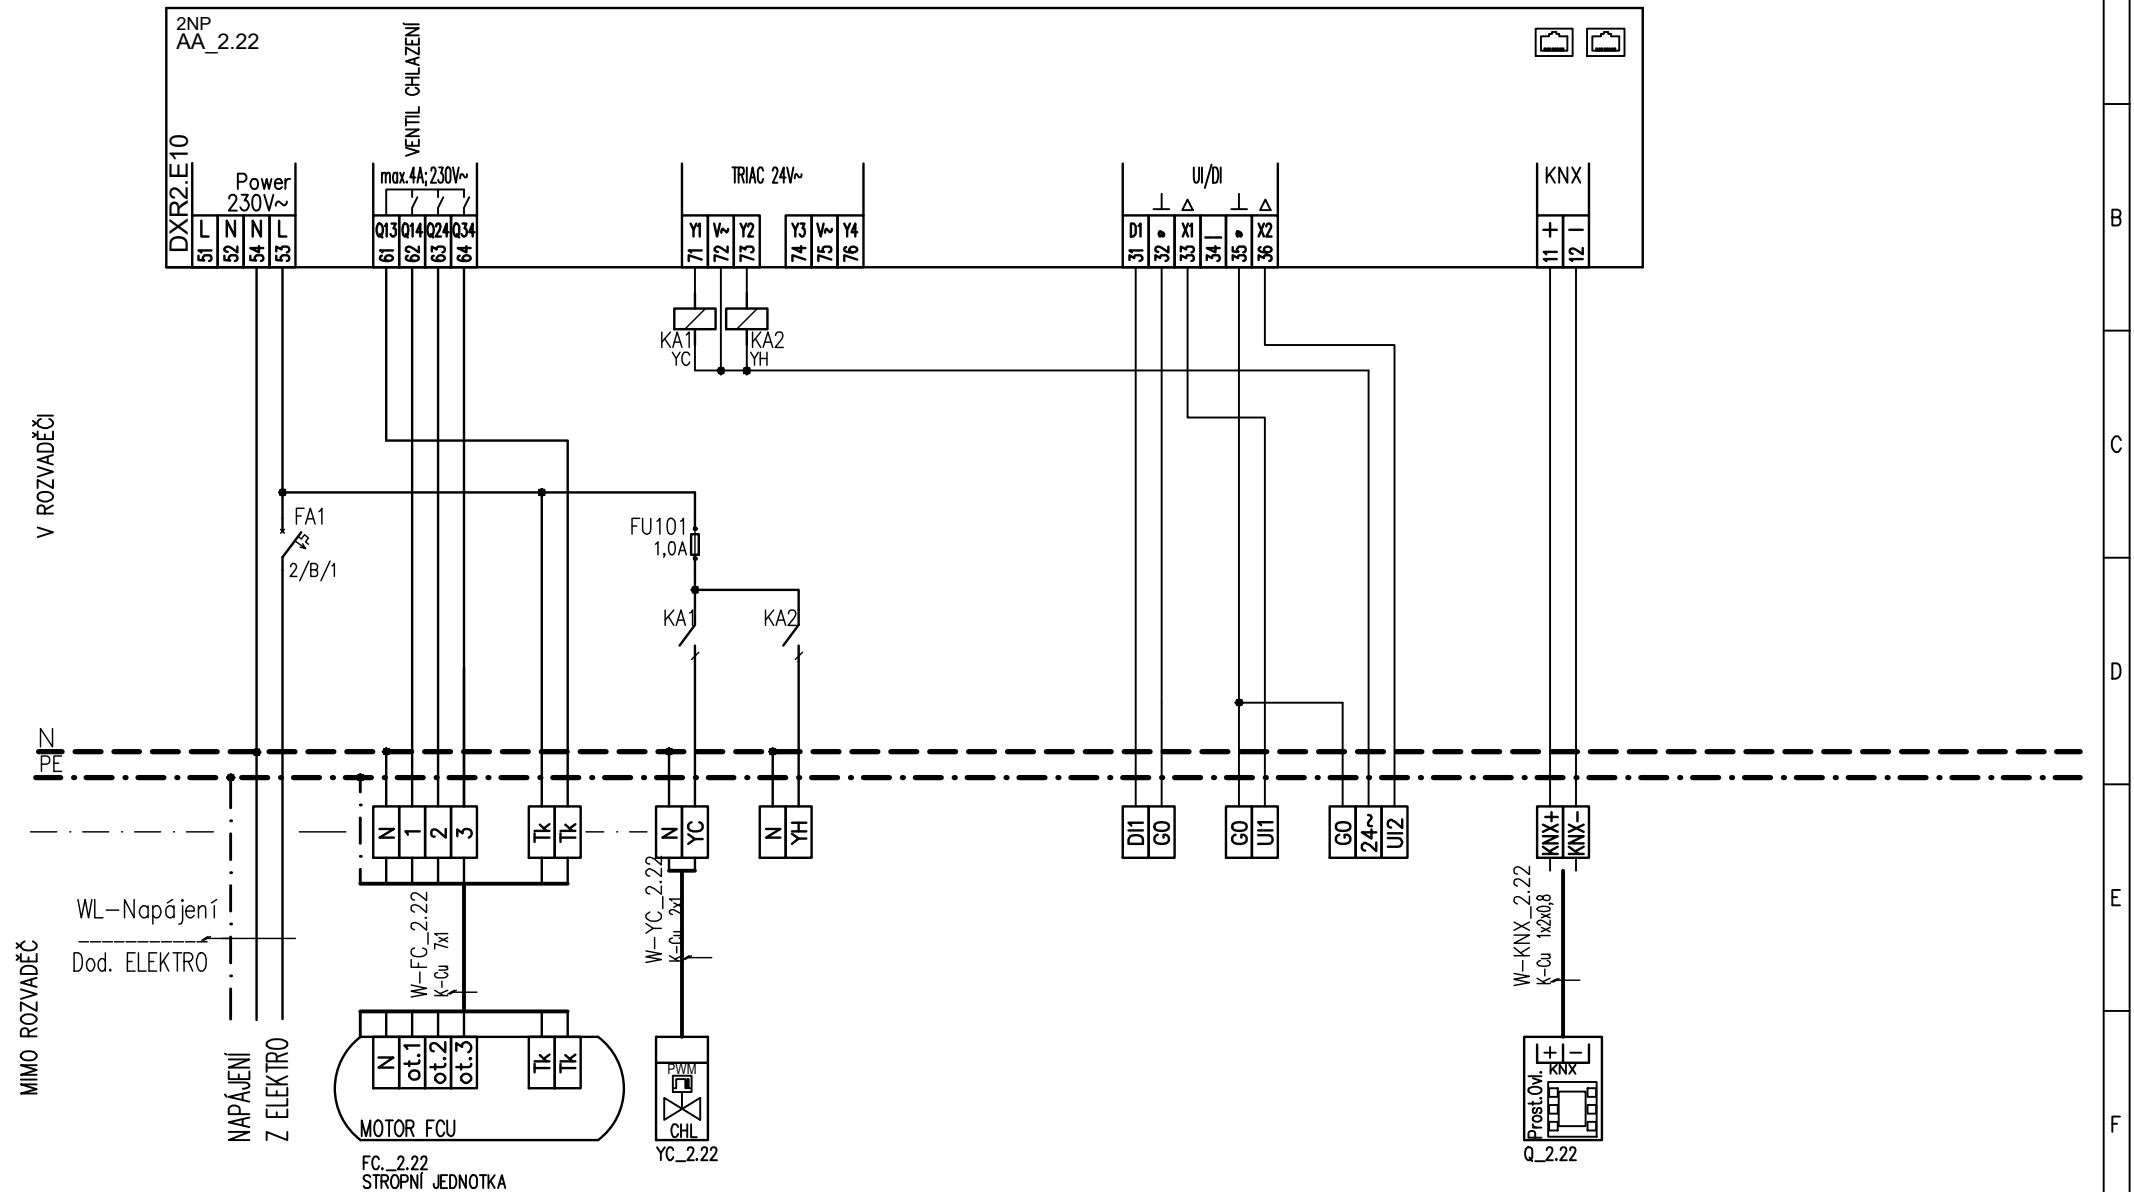 2NP
AA_2.22
VENTIL CHLAZENÍ
DXR2.E10
Power
230V~
max.4A;230V~
TRIAC 24V~
UI/DI
KNX
L N N L
51 52 54 53
Q13 Q14 Q24 Q34
61 62 63 64
Y1 V~ Y2
71 72 73
Y3 V~ Y4
74 75 76
D1 X1 X2
31 32 33 34 35 36
+ −
11 12
KA1
YC
KA2
YH
V ROZVADĚČI
FA1
2/B/1
FU101
1,0A
KA1
KA2
N
PE
N 1 2 3
Tk Tk
N YC
N YH
DI1 G0
G0 UI1
G0 24~ UI2
KNX+ KNX−
WL−Napájení
Dod. ELEKTRO
MIMO ROZVADĚČ
NAPÁJENÍ
Z ELEKTRO
W−FC_2.22
K−Cu 7x1
W−YC_2.22
K−Cu 2x1
W−KNX_2.22
K−Cu 1x2x0,8
N ot.1 ot.2 ot.3
Tk Tk
MOTOR FCU
FC._2.22
STROPNÍ JEDNOTKA
PWM
CHL
YC_2.22
+ −
KNX
Prost.Ovl.
Q_2.22
B
C
D
E
F